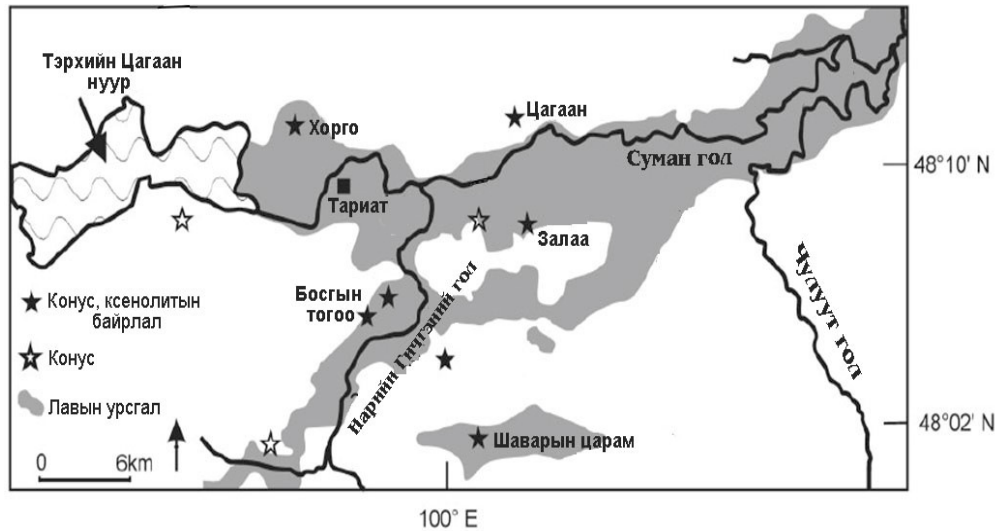 Тэрхийн Цагаан
нуур
Хорго
Цагаан
Суман гол
48°10' N
Тариат
Залаа
Босгын
тогоо
Нарийн Гичгэний гол
Чулуут гол
Конус, ксенолитын
байрлал
Конус
Лавын урсгал
0 6km
Шаварын царам
48°02' N
100° E